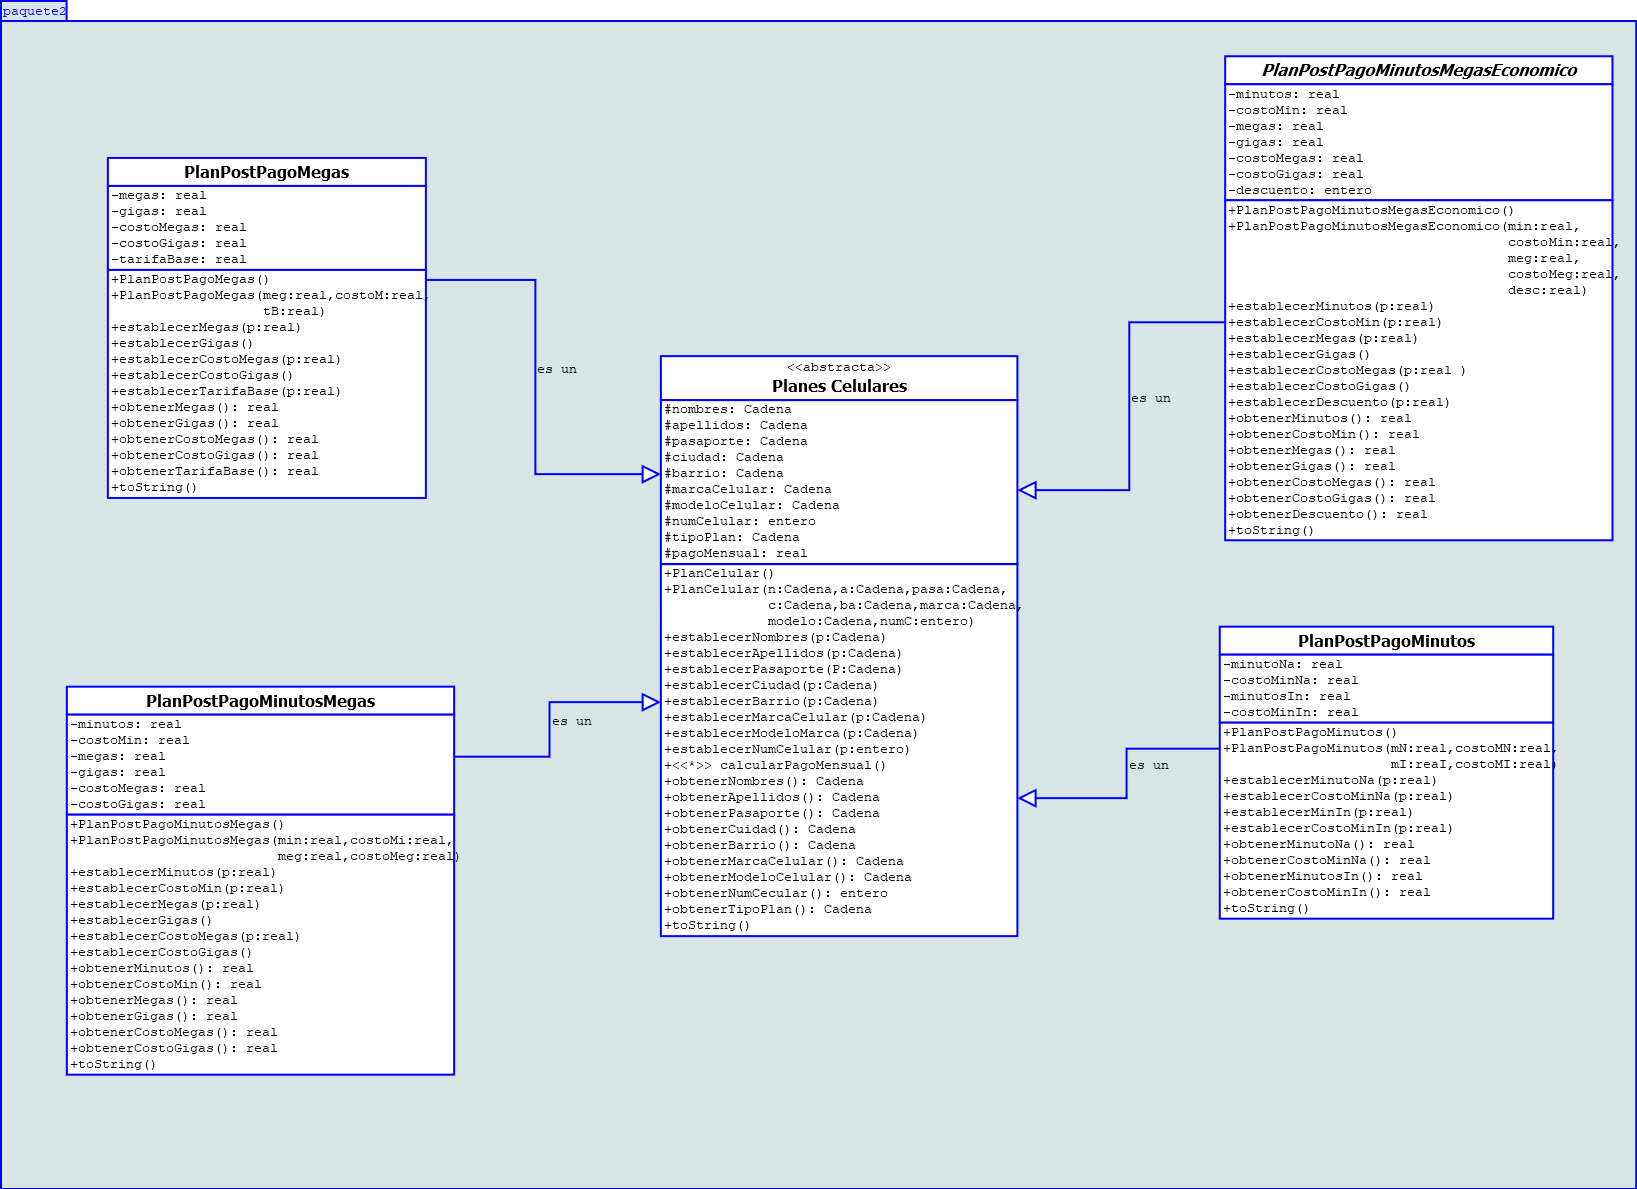 paquete2
PlanPostPagoMegas
-megas: real
-gigas: real
-costoMegas: real
-costoGigas: real
-tarifaBase: real
+PlanPostPagoMegas()
+PlanPostPagoMegas(meg:real,costoM:real,
tB:real)
+establecerMegas(p:real)
+establecerGigas()
+establecerCostoMegas(p:real)
+establecerCostoGigas()
+establecerTarifaBase(p:real)
+obtenerMegas(): real
+obtenerGigas(): real
+obtenerCostoMegas(): real
+obtenerCostoGigas(): real
+obtenerTarifaBase(): real
+toString()
es un
PlanPostPagoMinutosMegas
-minutos: real
-costoMin: real
-megas: real
-gigas: real
-costoMegas: real
-costoGigas: real
+PlanPostPagoMinutosMegas()
+PlanPostPagoMinutosMegas(min:real,costoMi:real,
meg:real,costoMeg:real)
+establecerMinutos(p:real)
+establecerCostoMin(p:real)
+establecerMegas(p:real)
+establecerGigas()
+establecerCostoMegas(p:real)
+establecerCostoGigas()
+obtenerMinutos(): real
+obtenerCostoMin(): real
+obtenerMegas(): real
+obtenerGigas(): real
+obtenerCostoMegas(): real
+obtenerCostoGigas(): real
+toString()
es un
<<abstracta>>
Planes Celulares
#nombres: Cadena
#apellidos: Cadena
#pasaporte: Cadena
#ciudad: Cadena
#barrio: Cadena
#marcaCelular: Cadena
#modeloCelular: Cadena
#numCelular: entero
#tipoPlan: Cadena
#pagoMensual: real
+PlanCelular()
+PlanCelular(n:Cadena,a:Cadena,pasa:Cadena,
c:Cadena,ba:Cadena,marca:Cadena,
modelo:Cadena,numC:entero)
+establecerNombres(p:Cadena)
+establecerApellidos(p:Cadena)
+establecerPasaporte(P:Cadena)
+establecerCiudad(p:Cadena)
+establecerBarrio(p:Cadena)
+establecerMarcaCelular(p:Cadena)
+establecerModeloMarca(p:Cadena)
+establecerNumCelular(p:entero)
+<<*>> calcularPagoMensual()
+obtenerNombres(): Cadena
+obtenerApellidos(): Cadena
+obtenerPasaporte(): Cadena
+obtenerCuidad(): Cadena
+obtenerBarrio(): Cadena
+obtenerMarcaCelular(): Cadena
+obtenerModeloCelular(): Cadena
+obtenerNumCecular(): entero
+obtenerTipoPlan(): Cadena
+toString()
PlanPostPagoMinutosMegasEconomico
-minutos: real
-costoMin: real
-megas: real
-gigas: real
-costoMegas: real
-costoGigas: real
-descuento: entero
+PlanPostPagoMinutosMegasEconomico()
+PlanPostPagoMinutosMegasEconomico(min:real,
costoMin:real,
meg:real,
costoMeg:real,
desc:real)
+establecerMinutos(p:real)
+establecerCostoMin(p:real)
+establecerMegas(p:real)
+establecerGigas()
+establecerCostoMegas(p:real )
+establecerCostoGigas()
+establecerDescuento(p:real)
+obtenerMinutos(): real
+obtenerCostoMin(): real
+obtenerMegas(): real
+obtenerGigas(): real
+obtenerCostoMegas(): real
+obtenerCostoGigas(): real
+obtenerDescuento(): real
+toString()
es un
PlanPostPagoMinutos
-minutoNa: real
-costoMinNa: real
-minutosIn: real
-costoMinIn: real
+PlanPostPagoMinutos()
+PlanPostPagoMinutos(mN:real,costoMN:real,
mI:reaI,costoMI:real)
+establecerMinutoNa(p:real)
+establecerCostoMinNa(p:real)
+establecerMinIn(p:real)
+establecerCostoMinIn(p:real)
+obtenerMinutoNa(): real
+obtenerCostoMinNa(): real
+obtenerMinutosIn(): real
+obtenerCostoMinIn(): real
+toString()
es un